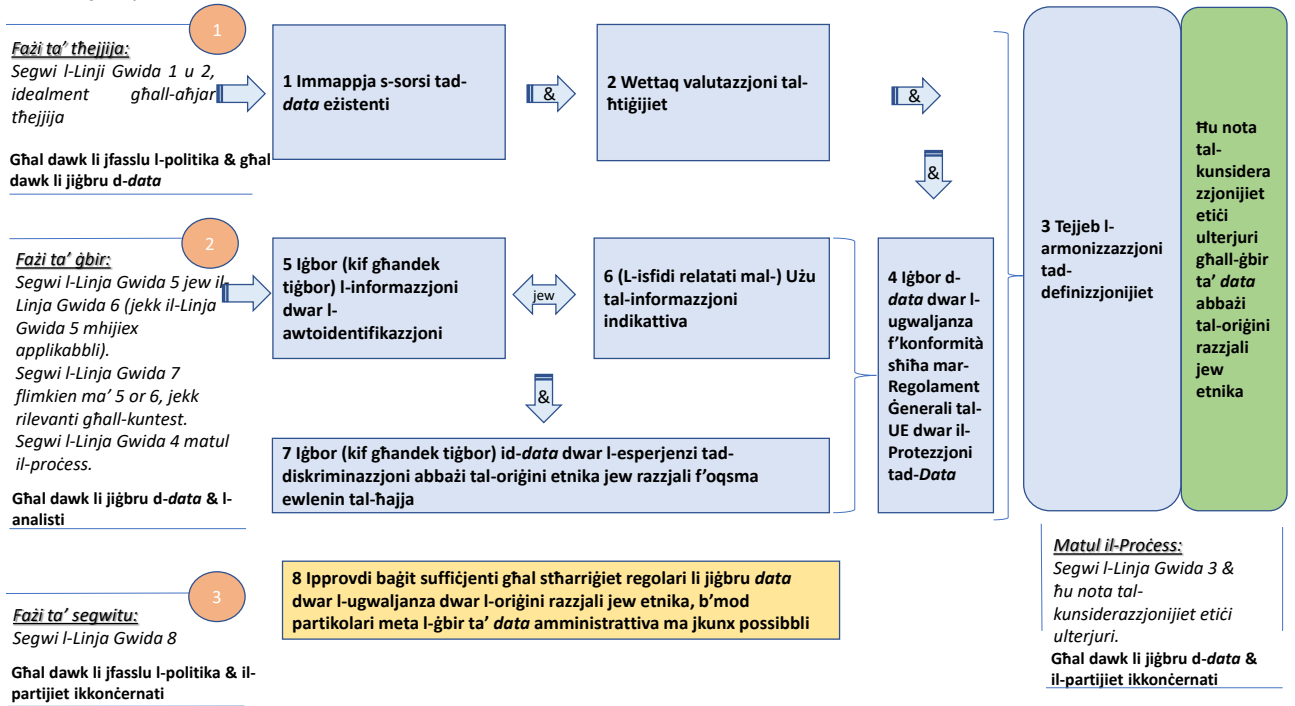 1
Fażi ta’ tħejjija:
Segwi l-Linji Gwida 1 u 2,
idealment għall-aħjar
tħejjija
Għal dawk li jfasslu l-politika & għal
dawk li jiġbru d-data
1 Immappja s-sorsi tad-
data eżistenti
&
2 Wettaq valutazzjoni tal-
ħtiġijiet
&
&
2
Fażi ta’ ġbir:
Segwi l-Linja Gwida 5 jew il-
Linja Gwida 6 (jekk il-Linja
Gwida 5 mhijiex
applikabbli).
Segwi l-Linja Gwida 7
flimkien ma’ 5 or 6, jekk
rilevanti għall-kuntest.
Segwi l-Linja Gwida 4 matul
il-proċess.
Għal dawk li jiġbru d-data & l-
analisti
5 Iġbor (kif għandek
tiġbor) l-informazzjoni
dwar l-
awtoidentifikazzjoni
jew
6 (L-isfidi relatati mal-) Użu
tal-informazzjoni
indikattiva
&
7 Iġbor (kif għandek tiġbor) id-data dwar l-esperjenzi tad-
diskriminazzjoni abbażi tal-oriġini etnika jew razzjali f’oqsma
ewlenin tal-ħajja
4 Iġbor d-
data dwar l-
ugwaljanza
f’konformità
sħiħa mar-
Regolament
Ġenerali tal-
UE dwar il-
Protezzjoni
tad-Data
3 Tejjeb l-
armonizzazzjoni
tad-
definizzjonijiet
Ħu nota
tal-
kunsidera
zzjonijiet
etiċi
ulterjuri
għall-ġbir
ta’ data
abbażi
tal-oriġini
razzjali
jew
etnika
3
Fażi ta’ segwitu:
Segwi l-Linja Gwida 8
Għal dawk li jfasslu l-politika & il-
partijiet ikkonċernati
8 Ipprovdi baġit suffiċjenti għal stħarriġiet regolari li jiġbru data
dwar l-ugwaljanza dwar l-oriġini razzjali jew etnika, b’mod
partikolari meta l-ġbir ta’ data amministrattiva ma jkunx possibbli
Matul il-Proċess:
Segwi l-Linja Gwida 3 &
ħu nota tal-
kunsiderazzjonijiet etiċi
ulterjuri.
Għal dawk li jiġbru d-data &
il-partijiet ikkonċernati